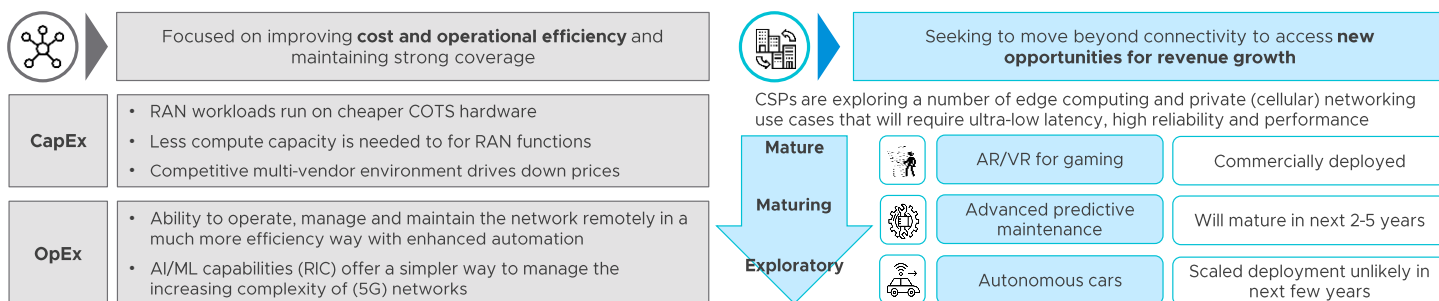 Focused on improving cost and operational efficiency and
maintaining strong coverage
CapEx
• RAN workloads run on cheaper COTS hardware
• Less compute capacity is needed to for RAN functions
• Competitive multi-vendor environment drives down prices
OpEx
• Ability to operate, manage and maintain the network remotely in a
much more efficiency way with enhanced automation
• AI/ML capabilities (RIC) offer a simpler way to manage the
increasing complexity of (5G) networks
Seeking to move beyond connectivity to access new
opportunities for revenue growth
CSPs are exploring a number of edge computing and private (cellular) networking
use cases that will require ultra-low latency, high reliability and performance
Mature
AR/VR for gaming
Commercially deployed
Maturing
Advanced predictive
maintenance
Will mature in next 2-5 years
Exploratory
Autonomous cars
Scaled deployment unlikely in
next few years